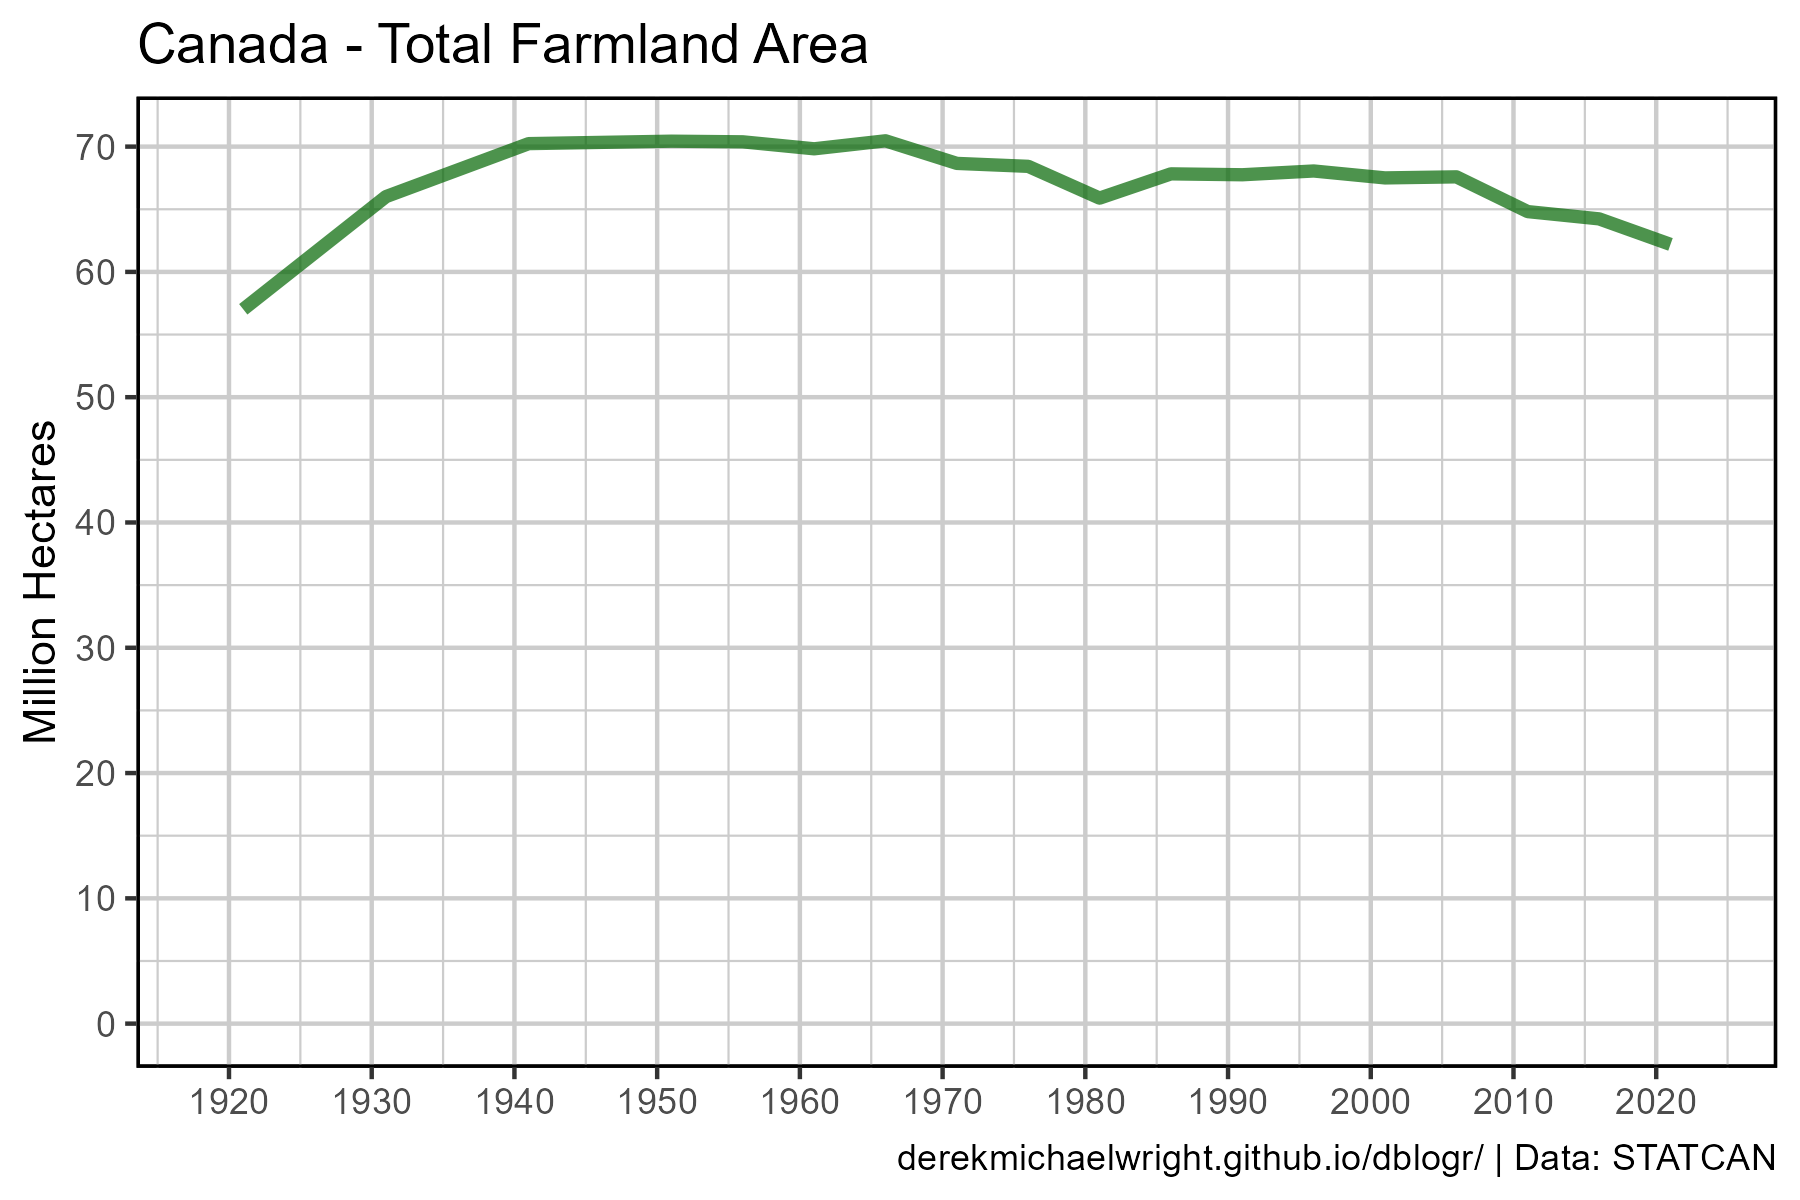 Canada - Total Farmland Area
Million Hectares
70
60
50
40
30
20
10
0
1920 1930 1940 1950 1960 1970 1980 1990 2000 2010 2020
derekmichaelwright.github.io/dblogr/ | Data: STATCAN